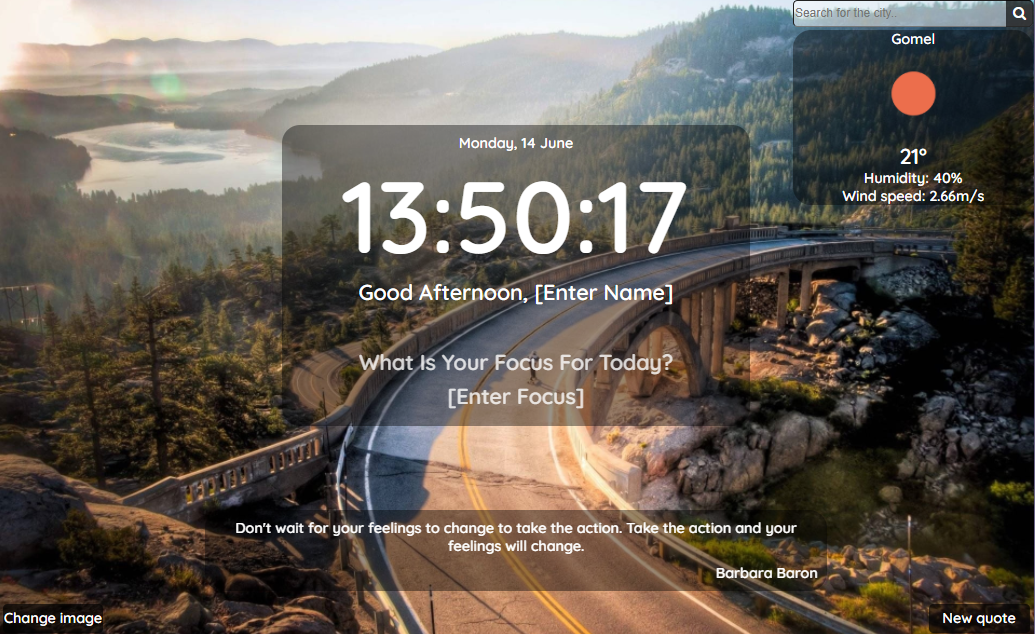 Search for the city..
Gomel
21°
Humidity: 40%
Wind speed: 2.66m/s
Monday, 14 June
13:50:17
Good Afternoon, [Enter Name]
What Is Your Focus For Today?
[Enter Focus]
Don't wait for your feelings to change to take the action. Take the action and your
feelings will change.
Barbara Baron
Change image
New quote